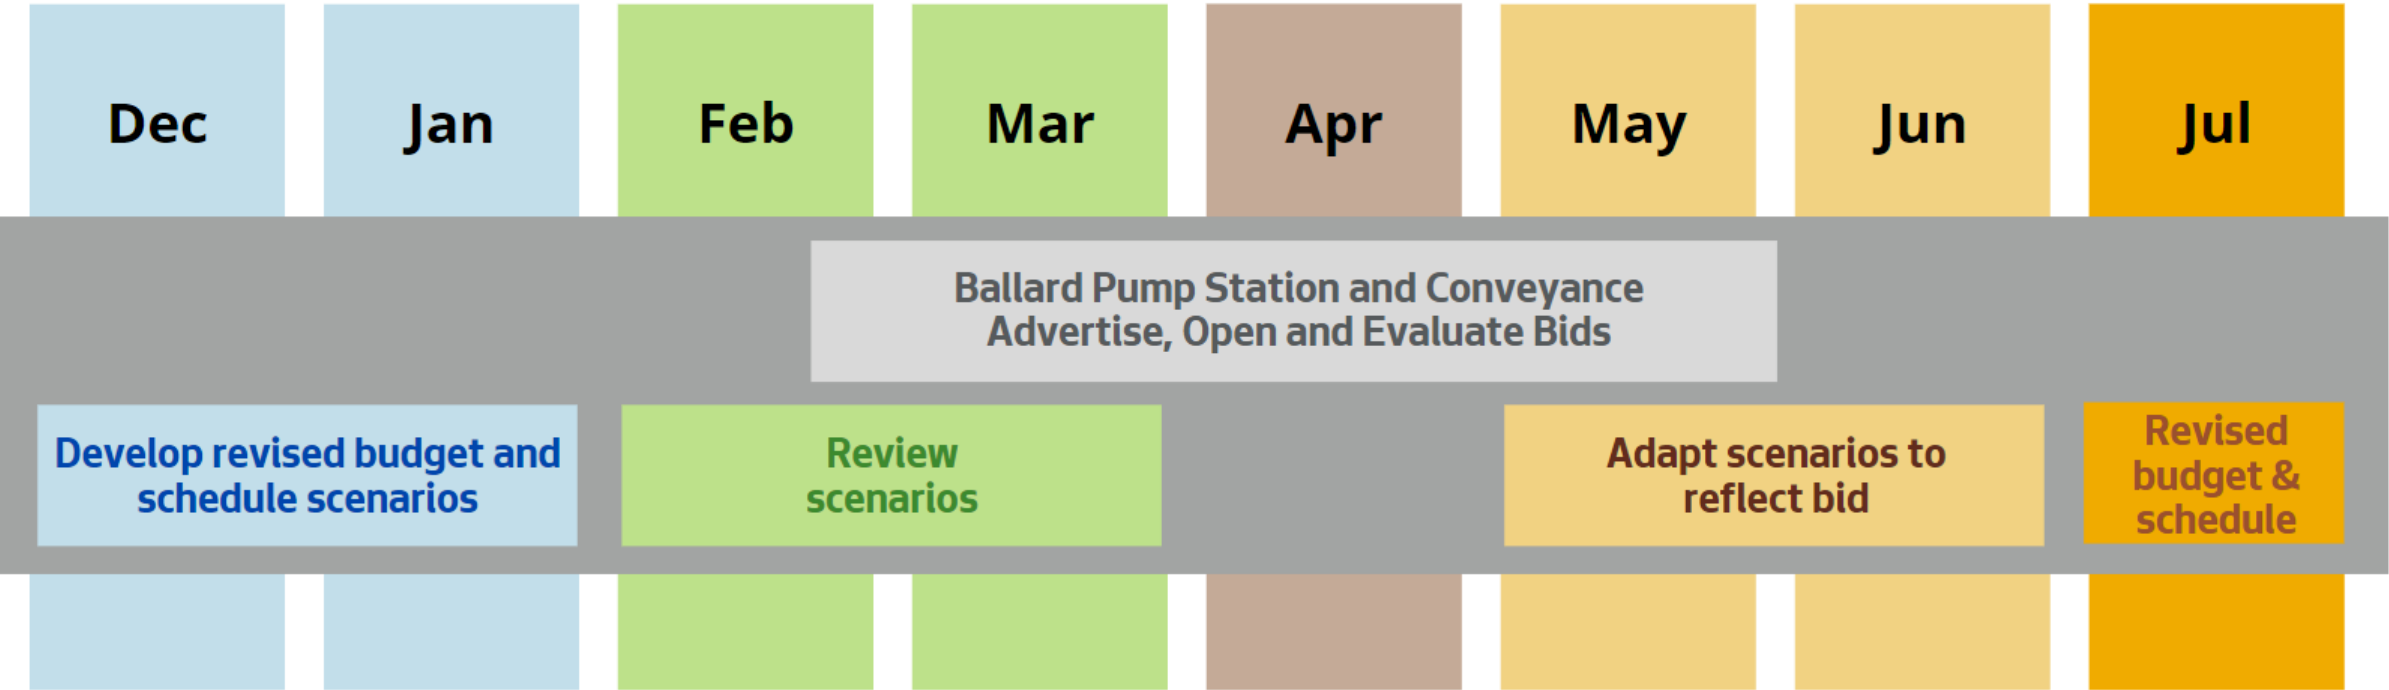 Dec Jan Feb Mar Apr May Jun Jul
Ballard Pump Station and Conveyance
Advertise, Open and Evaluate Bids
Develop revised budget and
schedule scenarios
Review
scenarios
Adapt scenarios to
reflect bid
Revised
budget &
schedule